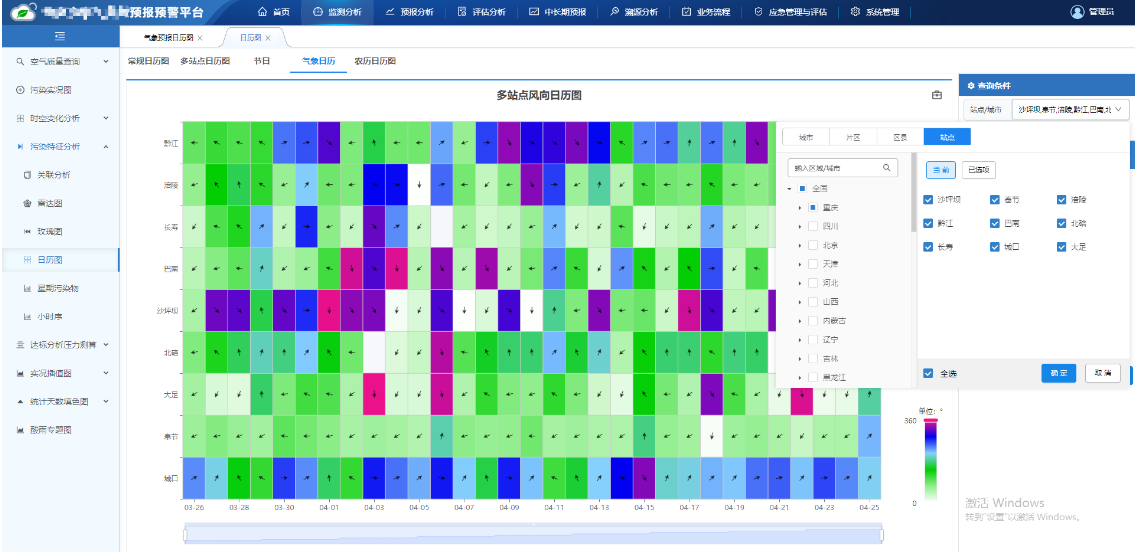 预报预警平台
首页 监测分析 预报分析 评估分析 中长期预报 溯源分析 业务流程 应急管理与评估 系统管理 管理员
气象预报日历图 × 日历图 ×
空气质量查询
污染实况图
时空变化分析
污染特征分析
关联分析
雷达图
玫瑰图
日历图
星期污染物
小时序
达标分析压力测算
实况插值图
统计天数填色图
酸雨专题图
常规日历图 多站点日历图 节日 气象日历 农历日历图
多站点风向日历图
黔江
涪陵
长寿
巴南
沙坪坝
北碚
大足
奉节
城口
03-26 03-28 03-30 04-01 04-03 04-05 04-07 04-09 04-11 04-13 04-15 04-17 04-19 04-21 04-23 04-25
单位: °
360
0
查询条件
站点/城市 沙坪坝,奉节,涪陵,黔江,巴南,北
城市 片区 区县 站点
输入区域/城市
全国
重庆
四川
北京
天津
河北
山西
内蒙古
辽宁
吉林
黑龙江
当前 已选项
沙坪坝 奉节 涪陵
黔江 巴南 北碚
长寿 城口 大足
全选 确定 取消
激活 Windows
转到"设置"以激活 Windows。